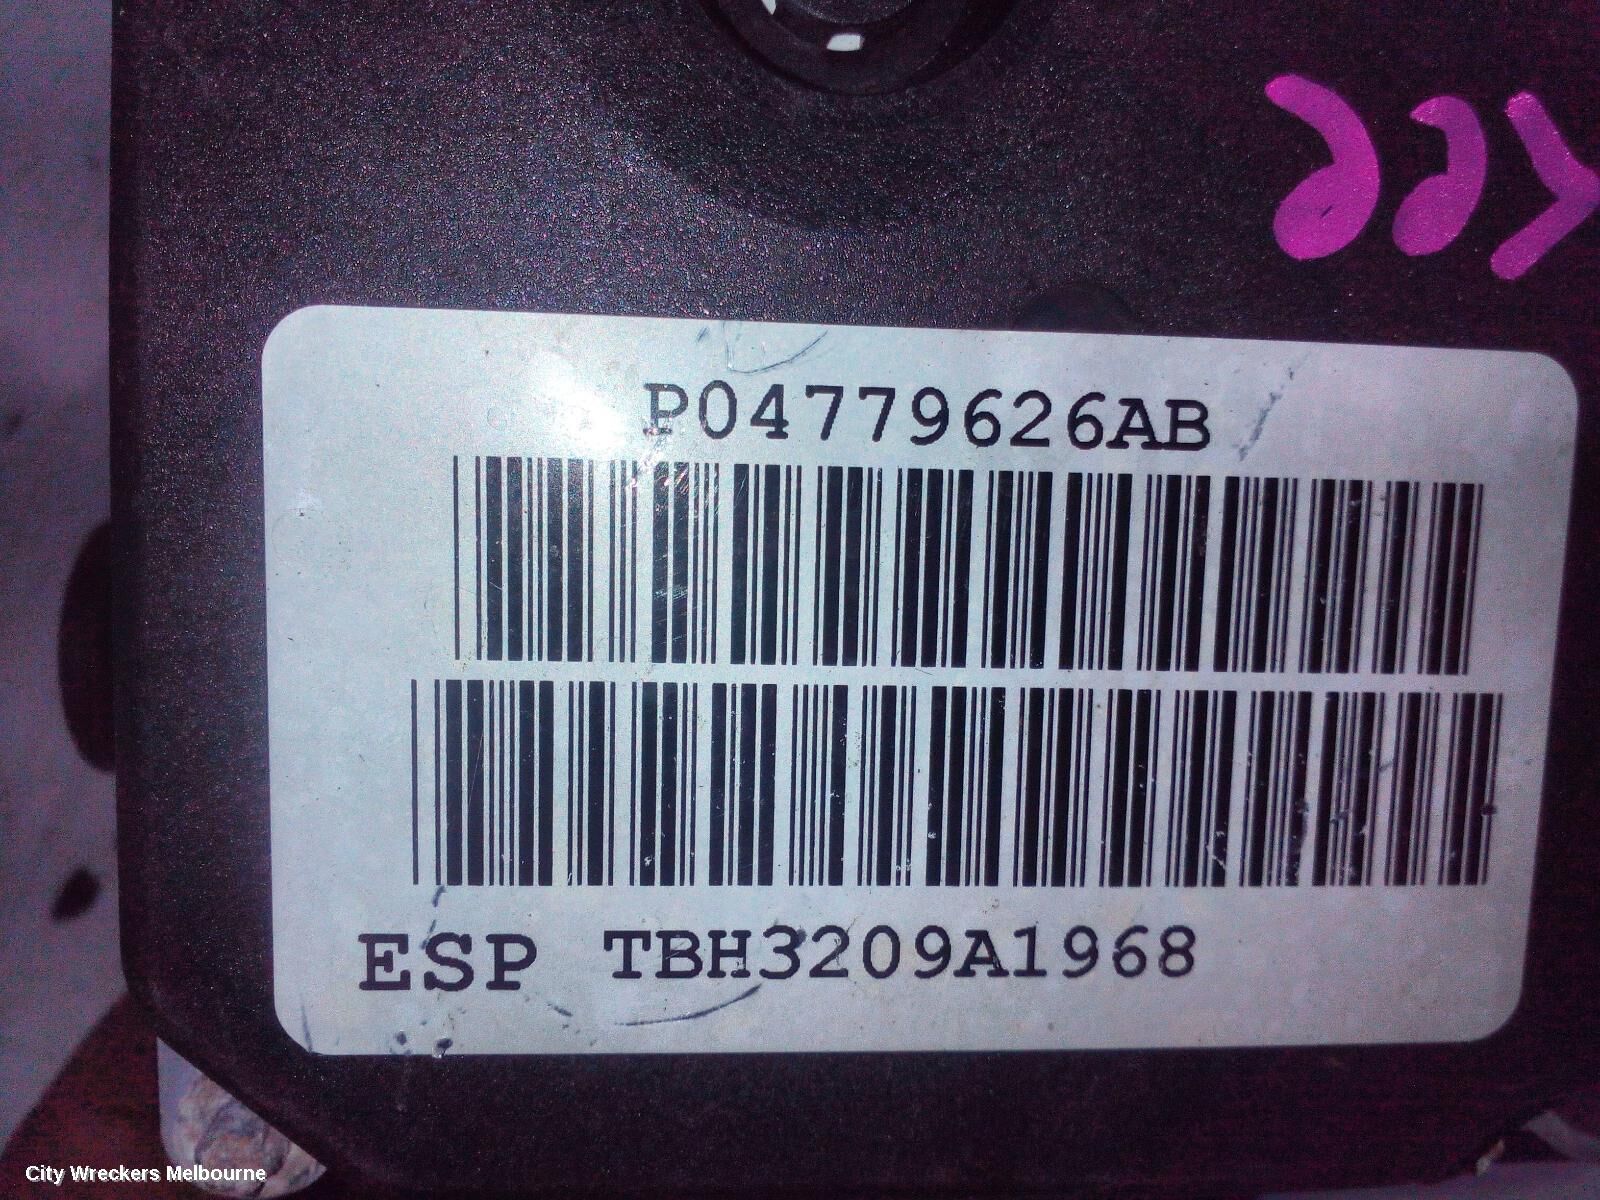 P04779626AB
ESP TBH3209A1968
City Wreckers Melbourne